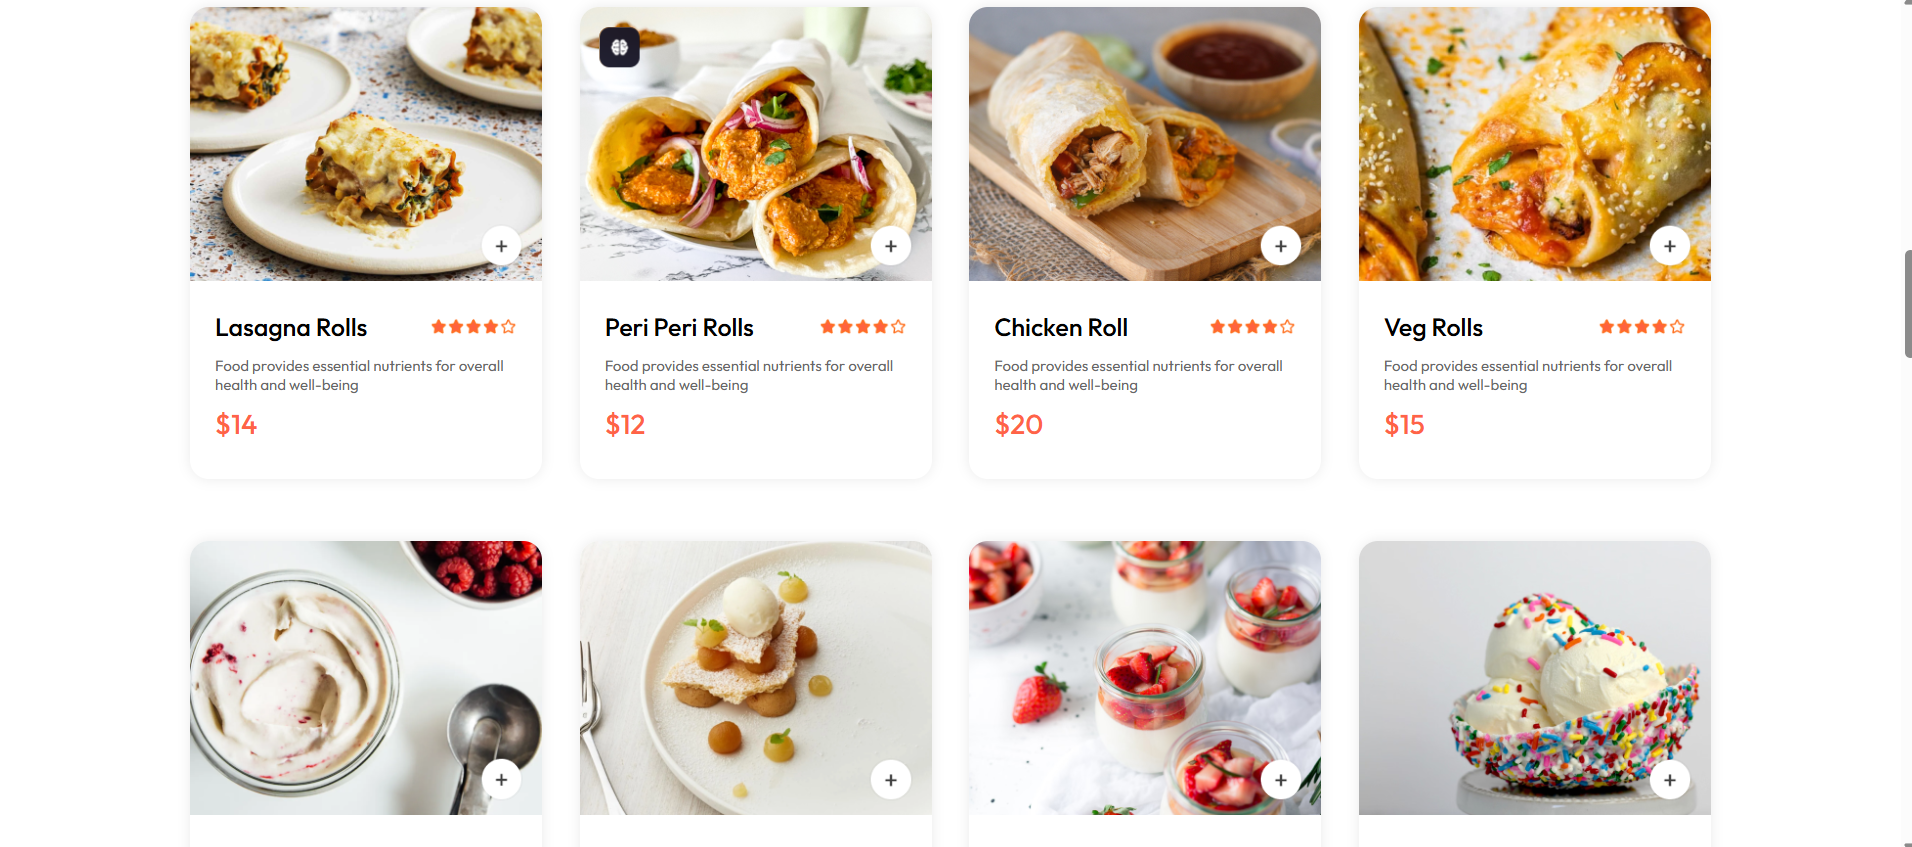 Lasagna Rolls
Food provides essential nutrients for overall
health and well-being
$14
Peri Peri Rolls
Food provides essential nutrients for overall
health and well-being
$12
Chicken Roll
Food provides essential nutrients for overall
health and well-being
$20
Veg Rolls
Food provides essential nutrients for overall
health and well-being
$15